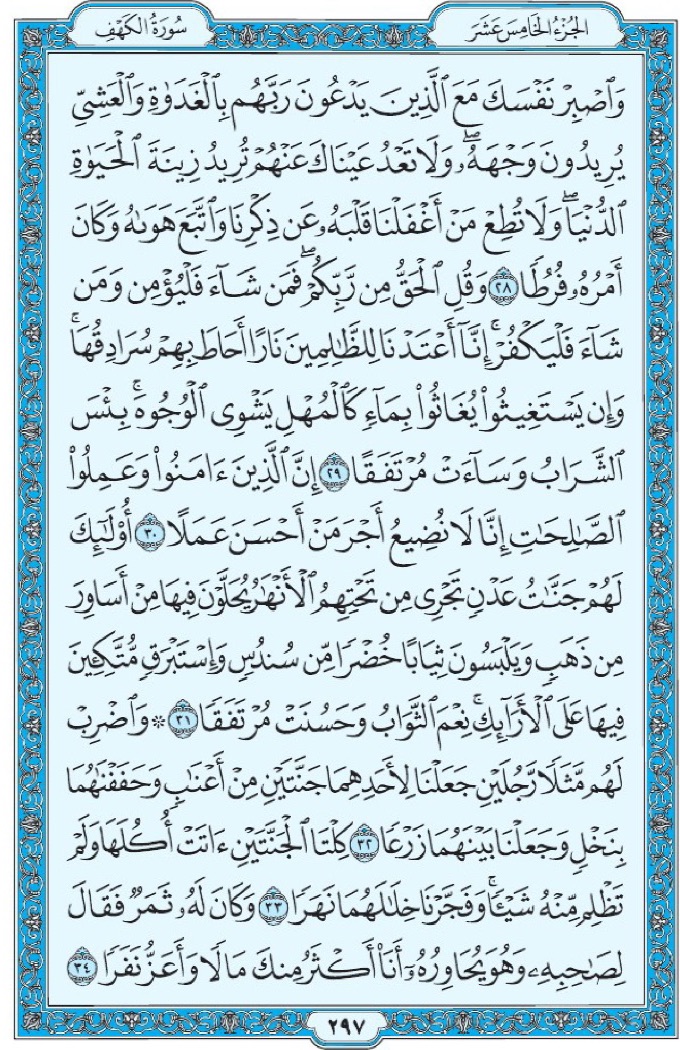 الجُزْءُ الخَامِسَ عَشَرَ
سُورَةُ الكَهْفِ
وَٱصْبِرْ نَفْسَكَ مَعَ ٱلَّذِينَ يَدْعُونَ رَبَّهُم بِٱلْغَدَوٰةِ وَٱلْعَشِيِّ
يُرِيدُونَ وَجْهَهُۥۖ وَلَا تَعْدُ عَيْنَاكَ عَنْهُمْ تُرِيدُ زِينَةَ ٱلْحَيَوٰةِ
ٱلدُّنْيَاۖ وَلَا تُطِعْ مَنْ أَغْفَلْنَا قَلْبَهُۥ عَن ذِكْرِنَا وَٱتَّبَعَ هَوَىٰهُ وَكَانَ
أَمْرُهُۥ فُرُطًا ٢٨ وَقُلِ ٱلْحَقُّ مِن رَّبِّكُمْۖ فَمَن شَآءَ فَلْيُؤْمِن وَمَن
شَآءَ فَلْيَكْفُرْۚ إِنَّآ أَعْتَدْنَا لِلظَّٰلِمِينَ نَارًا أَحَاطَ بِهِمْ سُرَادِقُهَاۚ
وَإِن يَسْتَغِيثُوا۟ يُغَاثُوا۟ بِمَآءٍ كَٱلْمُهْلِ يَشْوِى ٱلْوُجُوهَۚ بِئْسَ
ٱلشَّرَابُ وَسَآءَتْ مُرْتَفَقًا ٢٩ إِنَّ ٱلَّذِينَ ءَامَنُوا۟ وَعَمِلُوا۟
ٱلصَّٰلِحَٰتِ إِنَّا لَا نُضِيعُ أَجْرَ مَنْ أَحْسَنَ عَمَلًا ٣٠ أُو۟لَٰٓئِكَ
لَهُمْ جَنَّٰتُ عَدْنٍ تَجْرِى مِن تَحْتِهِمُ ٱلْأَنْهَٰرُ يُحَلَّوْنَ فِيهَا مِنْ أَسَاوِرَ
مِن ذَهَبٍ وَيَلْبَسُونَ ثِيَابًا خُضْرًا مِّن سُندُسٍ وَإِسْتَبْرَقٍ مُّتَّكِـِٔينَ
فِيهَا عَلَى ٱلْأَرَآئِكِۚ نِعْمَ ٱلثَّوَابُ وَحَسُنَتْ مُرْتَفَقًا ٣١ ۞ وَٱضْرِبْ
لَهُم مَّثَلًا رَّجُلَيْنِ جَعَلْنَا لِأَحَدِهِمَا جَنَّتَيْنِ مِنْ أَعْنَٰبٍ وَحَفَفْنَٰهُمَا
بِنَخْلٍ وَجَعَلْنَا بَيْنَهُمَا زَرْعًا ٣٢ كِلْتَا ٱلْجَنَّتَيْنِ ءَاتَتْ أُكُلَهَا وَلَمْ
تَظْلِم مِّنْهُ شَيْـًٔاۚ وَفَجَّرْنَا خِلَٰلَهُمَا نَهَرًا ٣٣ وَكَانَ لَهُۥ ثَمَرٌ فَقَالَ
لِصَٰحِبِهِۦ وَهُوَ يُحَاوِرُهُۥٓ أَنَا۠ أَكْثَرُ مِنكَ مَالًا وَأَعَزُّ نَفَرًا ٣٤
٢٩٧